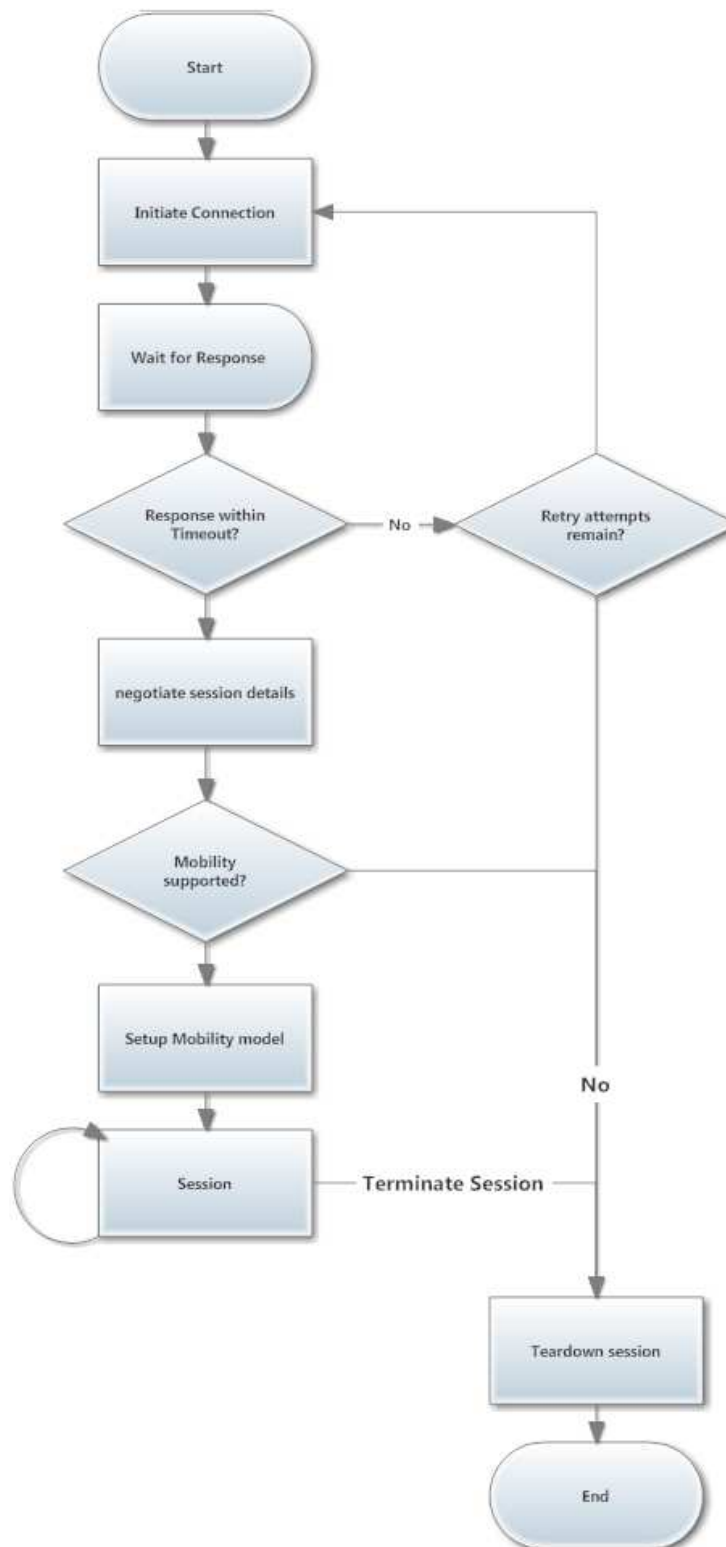 Start
Initiate Connection
Wait for Response
Response within
Timeout?
No
Retry attempts
remain?
negotiate session details
Mobility
supported?
Setup Mobility model
No
Session
Terminate Session
Teardown session
End